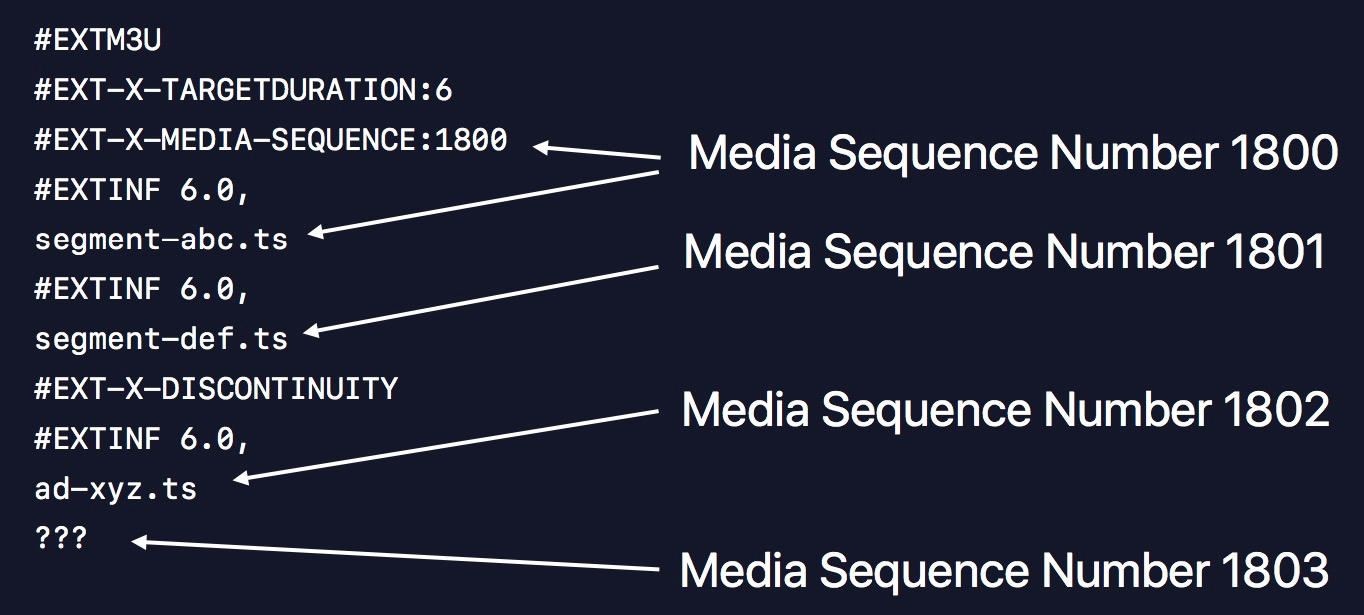 #EXTM3U
#EXT-X-TARGETDURATION:6
#EXT-X-MEDIA-SEQUENCE:1800
Media Sequence Number 1800
#EXTINF 6.0,
segment-abc.ts
Media Sequence Number 1801
#EXTINF 6.0,
segment-def.ts
#EXT-X-DISCONTINUITY
Media Sequence Number 1802
#EXTINF 6.0,
ad-xyz.ts
???
Media Sequence Number 1803